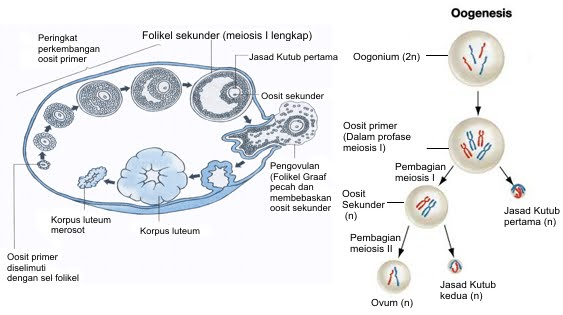 Peringkat
perkembangan
oosit primer
Folikel sekunder (meiosis I lengkap)
Jasad Kutub pertama
Oosit sekunder
Pengovulan
(Folikel Graaf
pecah dan
membebaskan
oosit sekunder
Korpus luteum
Korpus luteum
merosot
Oosit primer
diselimuti
dengan sel folikel
Oogenesis
Oogonium (2n)
Oosit primer
(Dalam profase
meiosis I)
Pembagian
meiosis I
Jasad Kutub
pertama (n)
Oosit
Sekunder
(n)
Pembagian
meiosis II
Jasad Kutub
kedua (n)
Ovum (n)